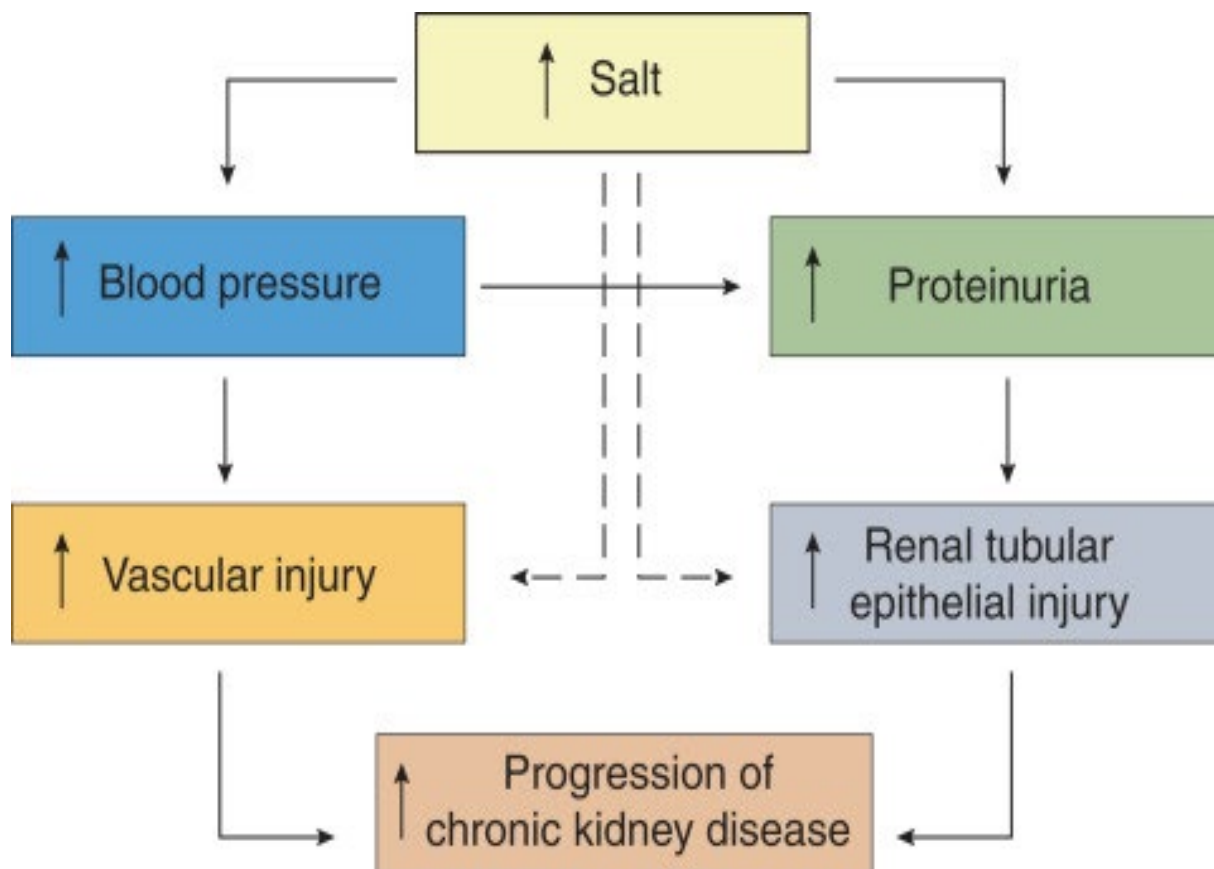 Salt
Blood pressure
Proteinuria
Vascular injury
Renal tubular
epithelial injury
Progression of
chronic kidney disease